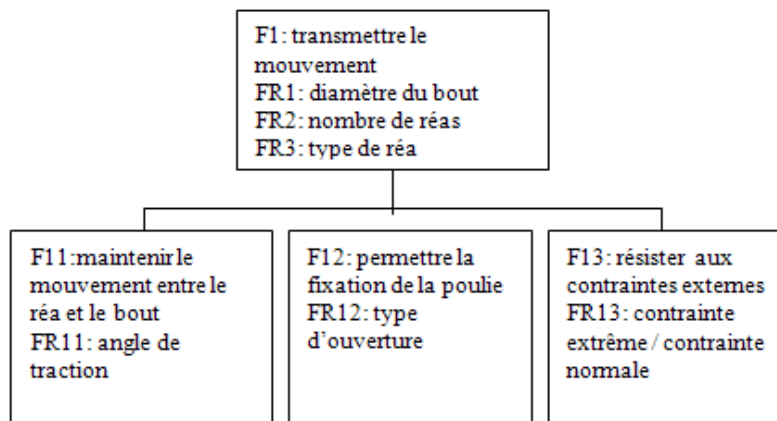 F1: transmettre le
mouvement
FR1: diamètre du bout
FR2: nombre de réas
FR3: type de réa
F11:maintenir le
mouvement entre le
réa et le bout
FR11: angle de
traction
F12: permettre la
fixation de la poulie
FR12: type
d’ouverture
F13: résister aux
contraintes externes
FR13: contrainte
extrême / contrainte
normale